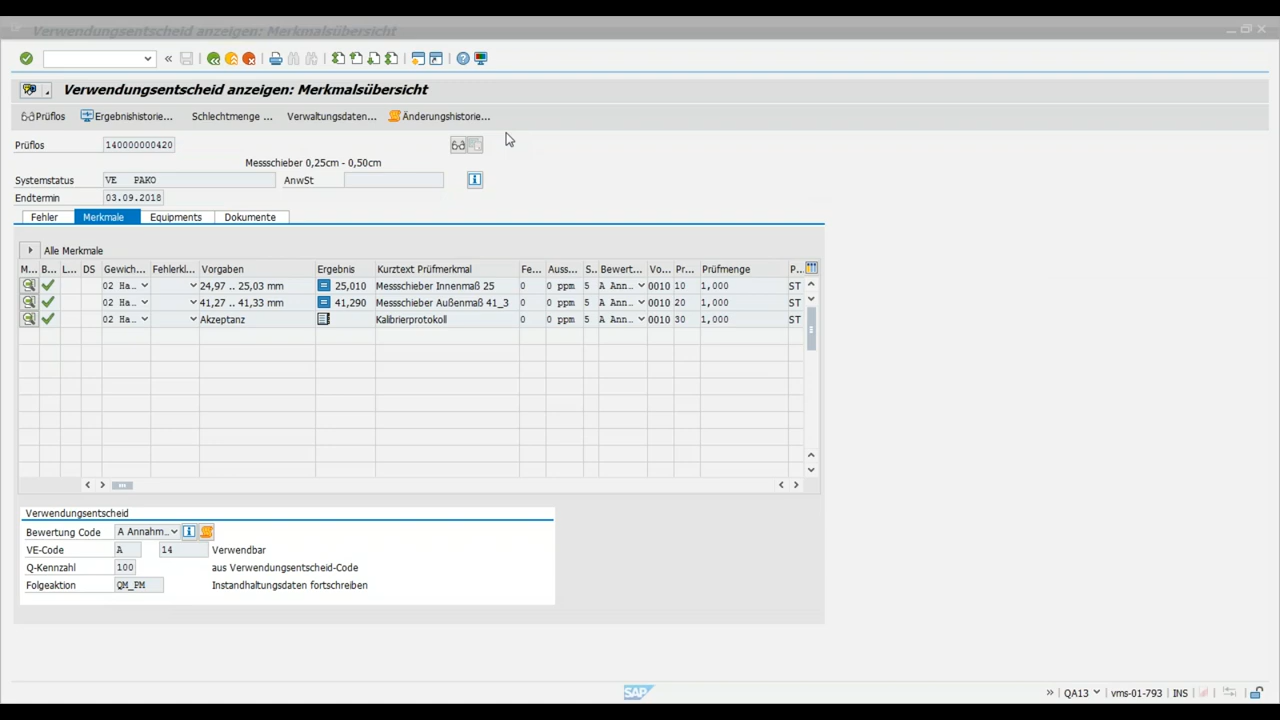 Verwendungsentscheid anzeigen: Merkmalsübersicht
Verwendungsentscheid anzeigen: Merkmalsübersicht
Prüflos Ergebnishistorie... Schlechtmenge ... Verwaltungsdaten... Änderungshistorie...
Prüflos 140000000420
Messschieber 0,25cm - 0,50cm
Systemstatus VE PAKO AnwSt
Endtermin 03.09.2018
Fehler Merkmale Equipments Dokumente
Alle Merkmale
M... B... L... DS Gewich... Fehlerkl... Vorgaben Ergebnis Kurztext Prüfmerkmal Fe... Auss... S.. Bewert... Vo... Pr... Prüfmenge P..
02 Ha... 24,97 .. 25,03 mm 25,010 Messschieber Innenmaß 25 0 0 ppm 5 A Ann... 0010 10 1,000 ST
02 Ha... 41,27 .. 41,33 mm 41,290 Messschieber Außenmaß 41_3 0 0 ppm 5 A Ann... 0010 20 1,000 ST
02 Ha... Akzeptanz Kalibrierprotokoll 0 0 ppm 5 A Ann... 0010 30 1,000 ST
Verwendungsentscheid
Bewertung Code A Annahm...
VE-Code A 14 Verwendbar
Q-Kennzahl 100 aus Verwendungsentscheid-Code
Folgeaktion QM_PM Instandhaltungsdaten fortschreiben
SAP QA13 vms-01-793 INS